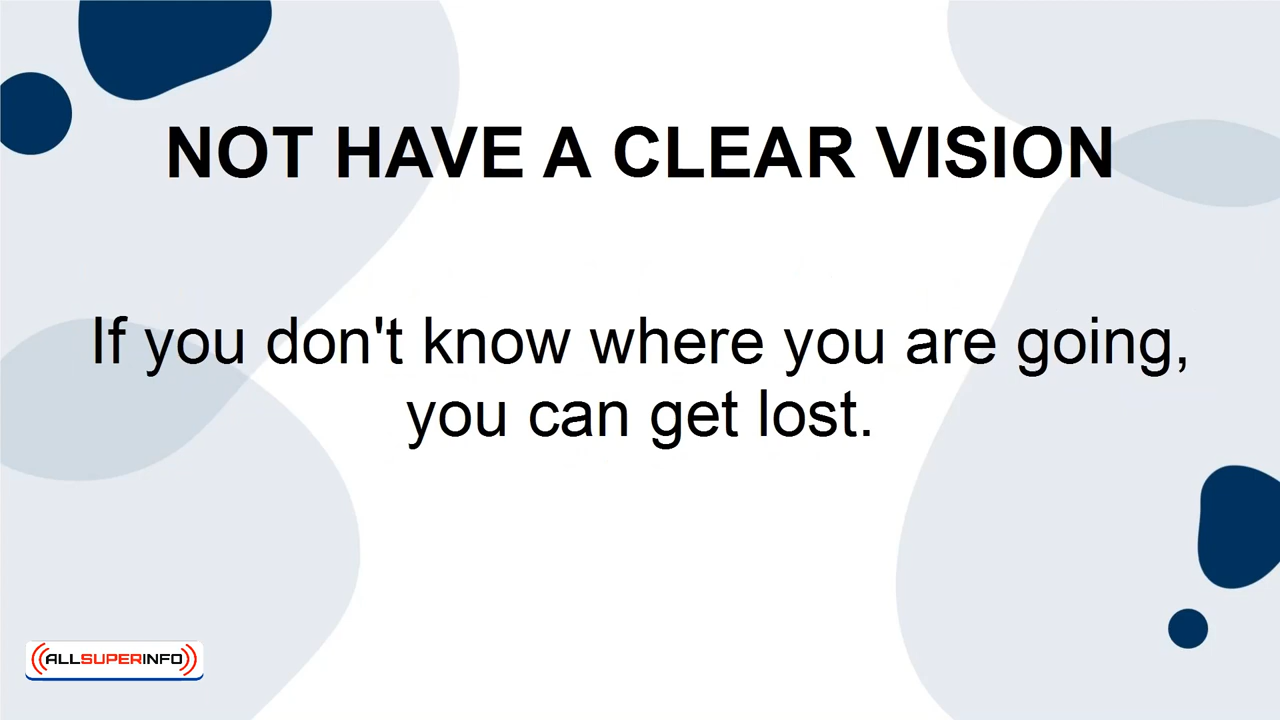 NOT HAVE A CLEAR VISION
If you don't know where you are going,
you can get lost.
ALLSUPERINFO